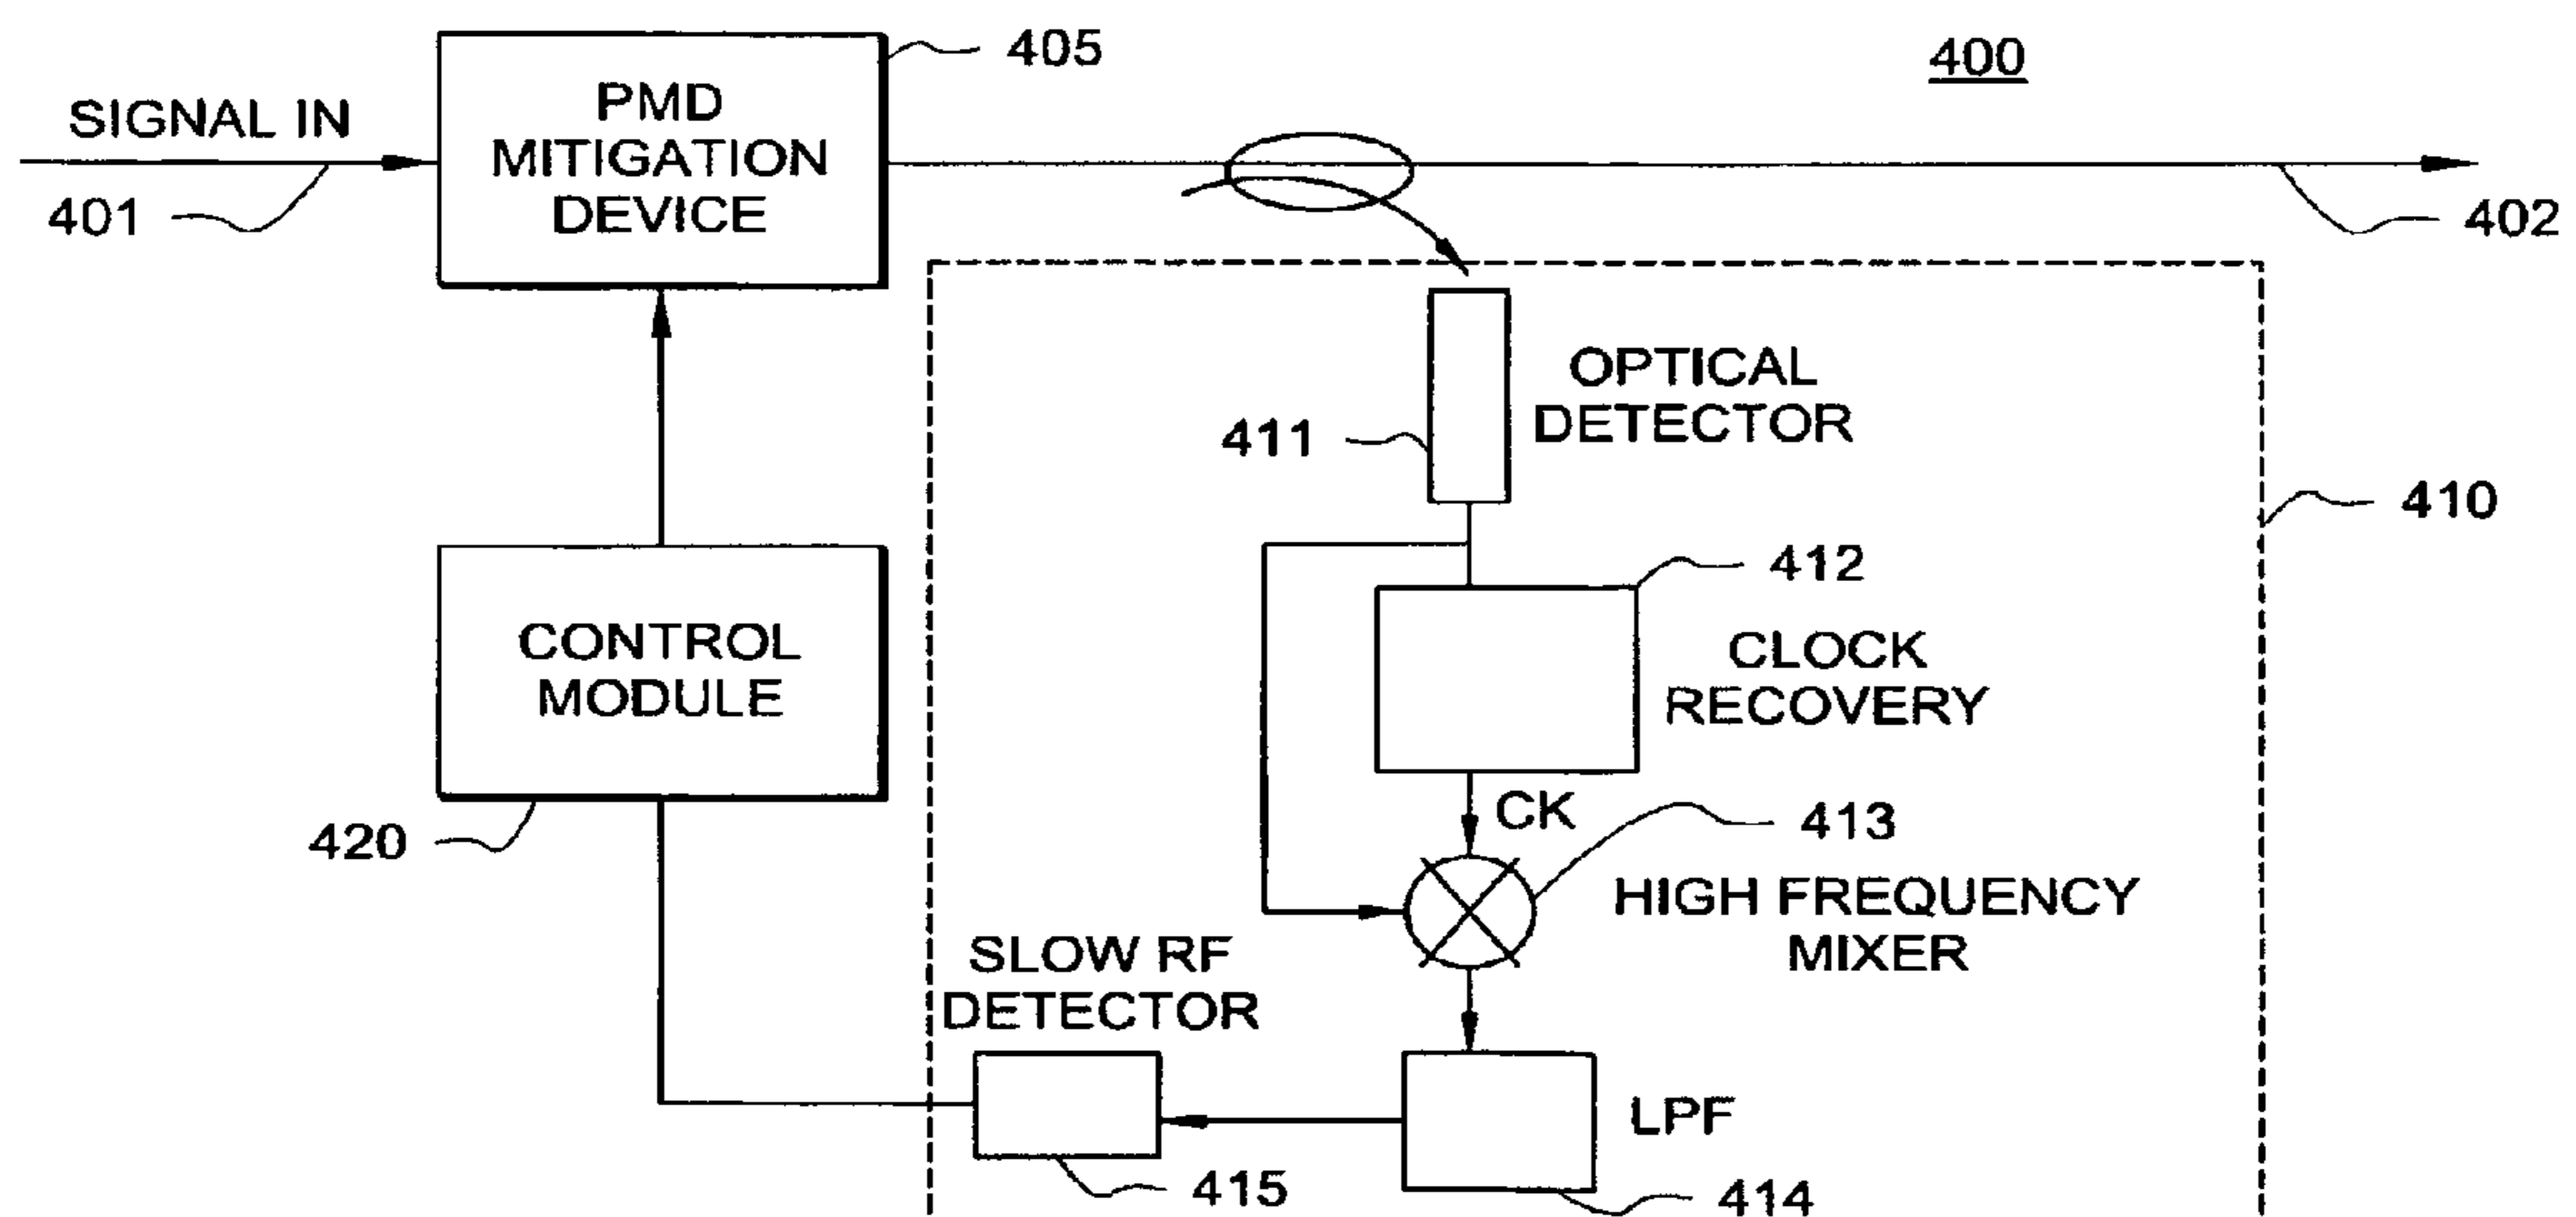 400
405
SIGNAL IN
PMD
MITIGATION
DEVICE
401
402
OPTICAL
DETECTOR
411
410
412
CONTROL
MODULE
CLOCK
RECOVERY
CK
413
420
HIGH FREQUENCY
MIXER
SLOW RF
DETECTOR
LPF
415
414